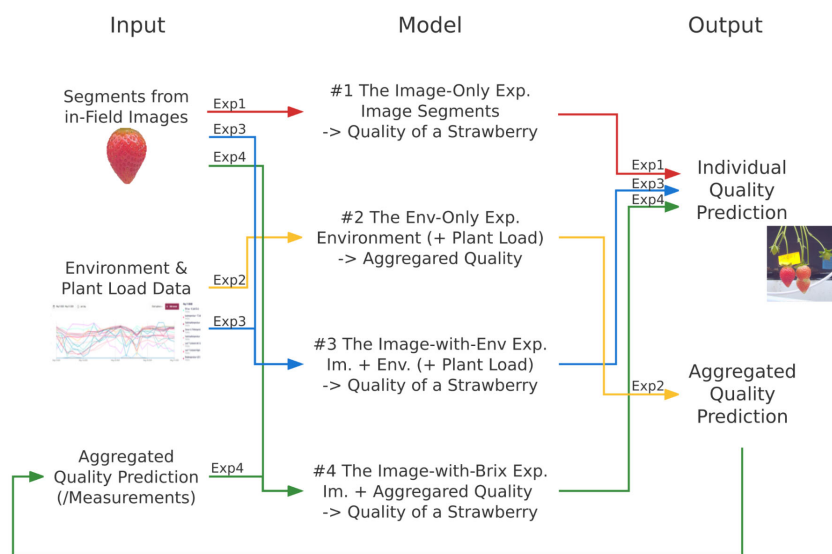 Input
Model
Output
Segments from
in-Field Images
Exp1
Exp3
Exp4
#1 The Image-Only Exp.
Image Segments
-> Quality of a Strawberry
Exp1
Exp3
Exp4
Individual
Quality
Prediction
#2 The Env-Only Exp.
Environment (+ Plant Load)
-> Aggregared Quality
Environment &
Plant Load Data
Exp2
Exp3
#3 The Image-with-Env Exp.
Im. + Env. (+ Plant Load)
-> Quality of a Strawberry
Exp2
Aggregated
Quality
Prediction
Aggregated
Quality Prediction
(/Measurements)
Exp4
#4 The Image-with-Brix Exp.
Im. + Aggregared Quality
-> Quality of a Strawberry